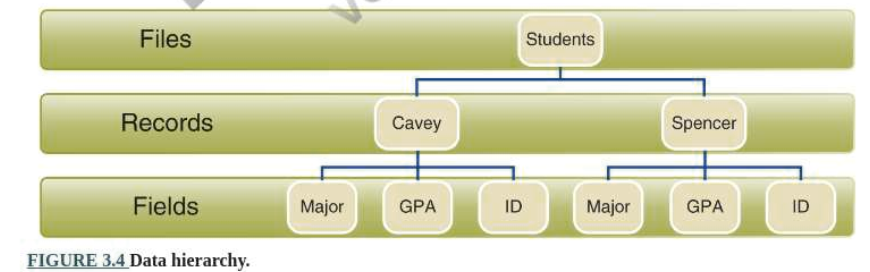 Files Students
Records Cavey Spencer
Fields Major GPA ID Major GPA ID
FIGURE 3.4 Data hierarchy.